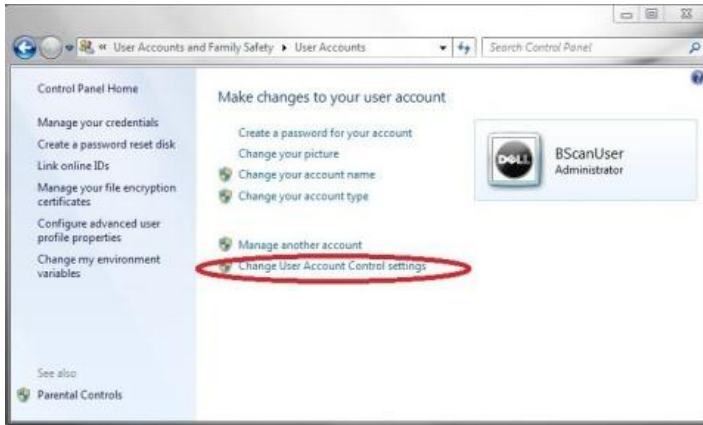 « User Accounts and Family Safety ▸ User Accounts
Search Control Panel
Control Panel Home
Manage your credentials
Create a password reset disk
Link online IDs
Manage your file encryption
certificates
Configure advanced user
profile properties
Change my environment
variables
See also
Parental Controls
Make changes to your user account
Create a password for your account
Change your picture
Change your account name
Change your account type
Manage another account
Change User Account Control settings
DELL
BScanUser
Administrator